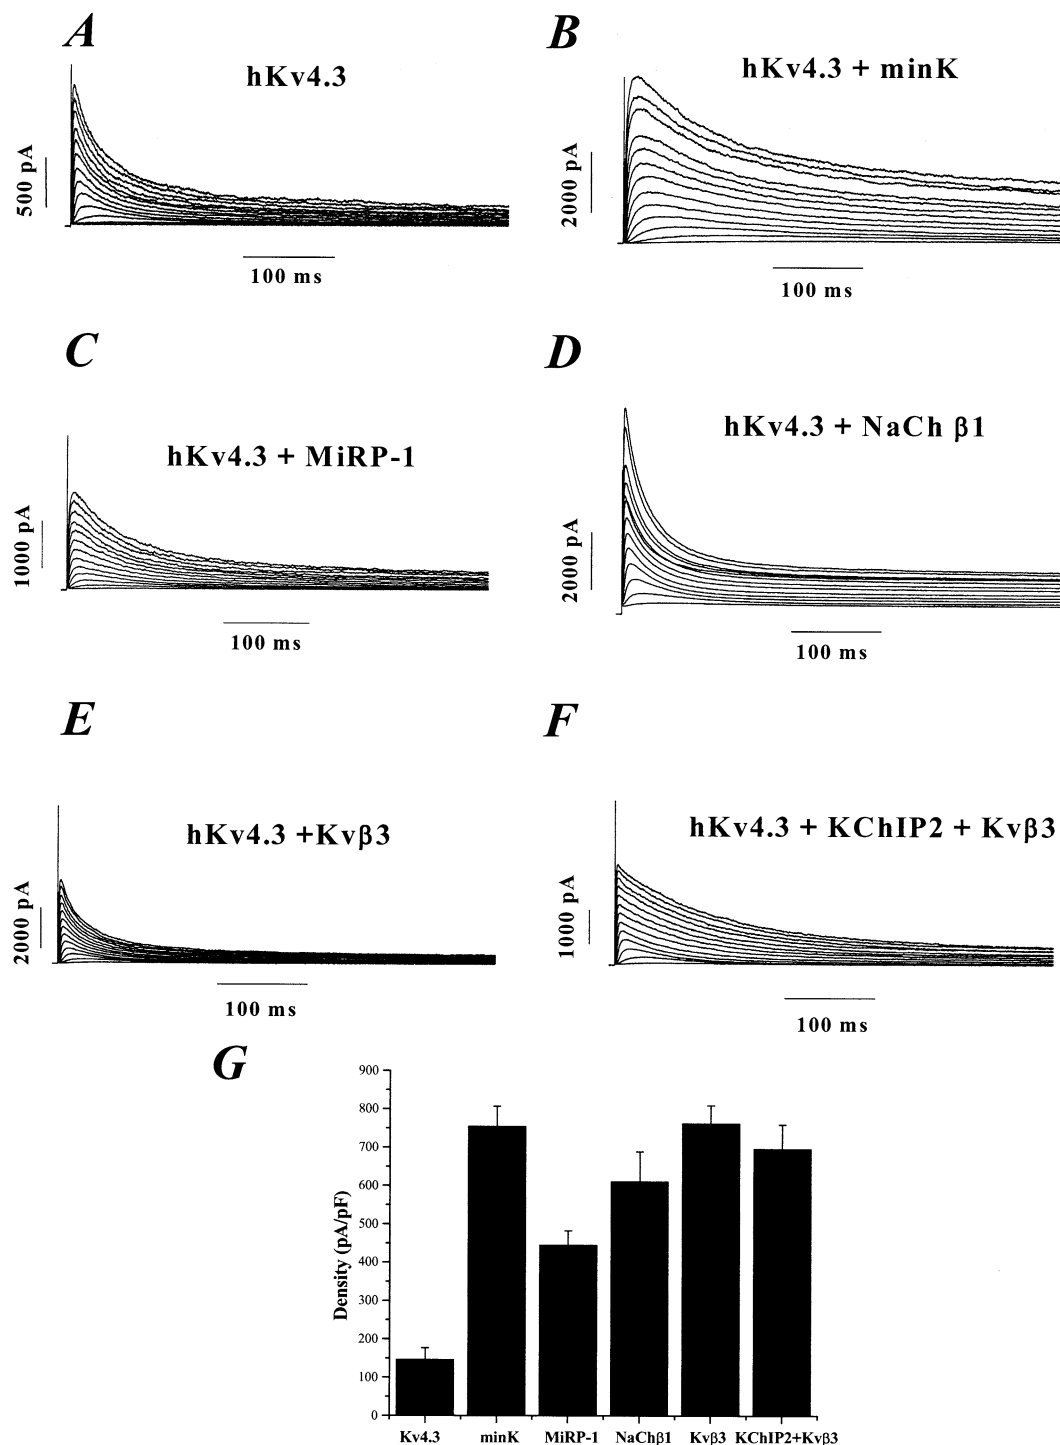 A
hKv4.3
500 pA
100 ms
B
hKv4.3 + minK
2000 pA
100 ms
C
hKv4.3 + MiRP-1
1000 pA
100 ms
D
hKv4.3 + NaCh β1
2000 pA
100 ms
E
hKv4.3 +Kvβ3
2000 pA
100 ms
F
hKv4.3 + KChIP2 + Kvβ3
1000 pA
100 ms
G
Density (pA/pF)
900
800
700
600
500
400
300
200
100
0
Kv4.3 minK MiRP-1 NaChβ1 Kvβ3 KChIP2+Kvβ3